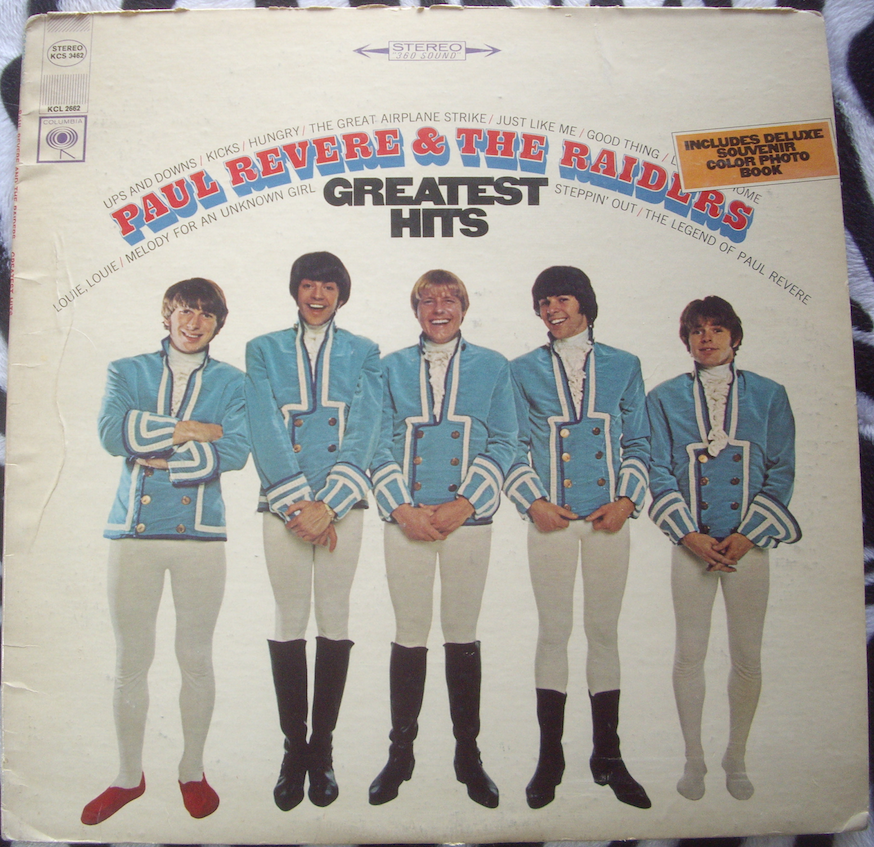 STEREO
KCS 3462
KCL 2662
COLUMBIA
STEREO
"360 SOUND"
UPS AND DOWNS / KICKS / HUNGRY / THE GREAT AIRPLANE STRIKE / JUST LIKE ME / GOOD THING / L
OME
INCLUDES DELUXE
SOUVENIR
COLOR PHOTO
BOOK
PAUL REVERE & THE RAIDERS
GREATEST
HITS
LOUIE, LOUIE / MELODY FOR AN UNKNOWN GIRL
STEPPIN' OUT / THE LEGEND OF PAUL REVERE